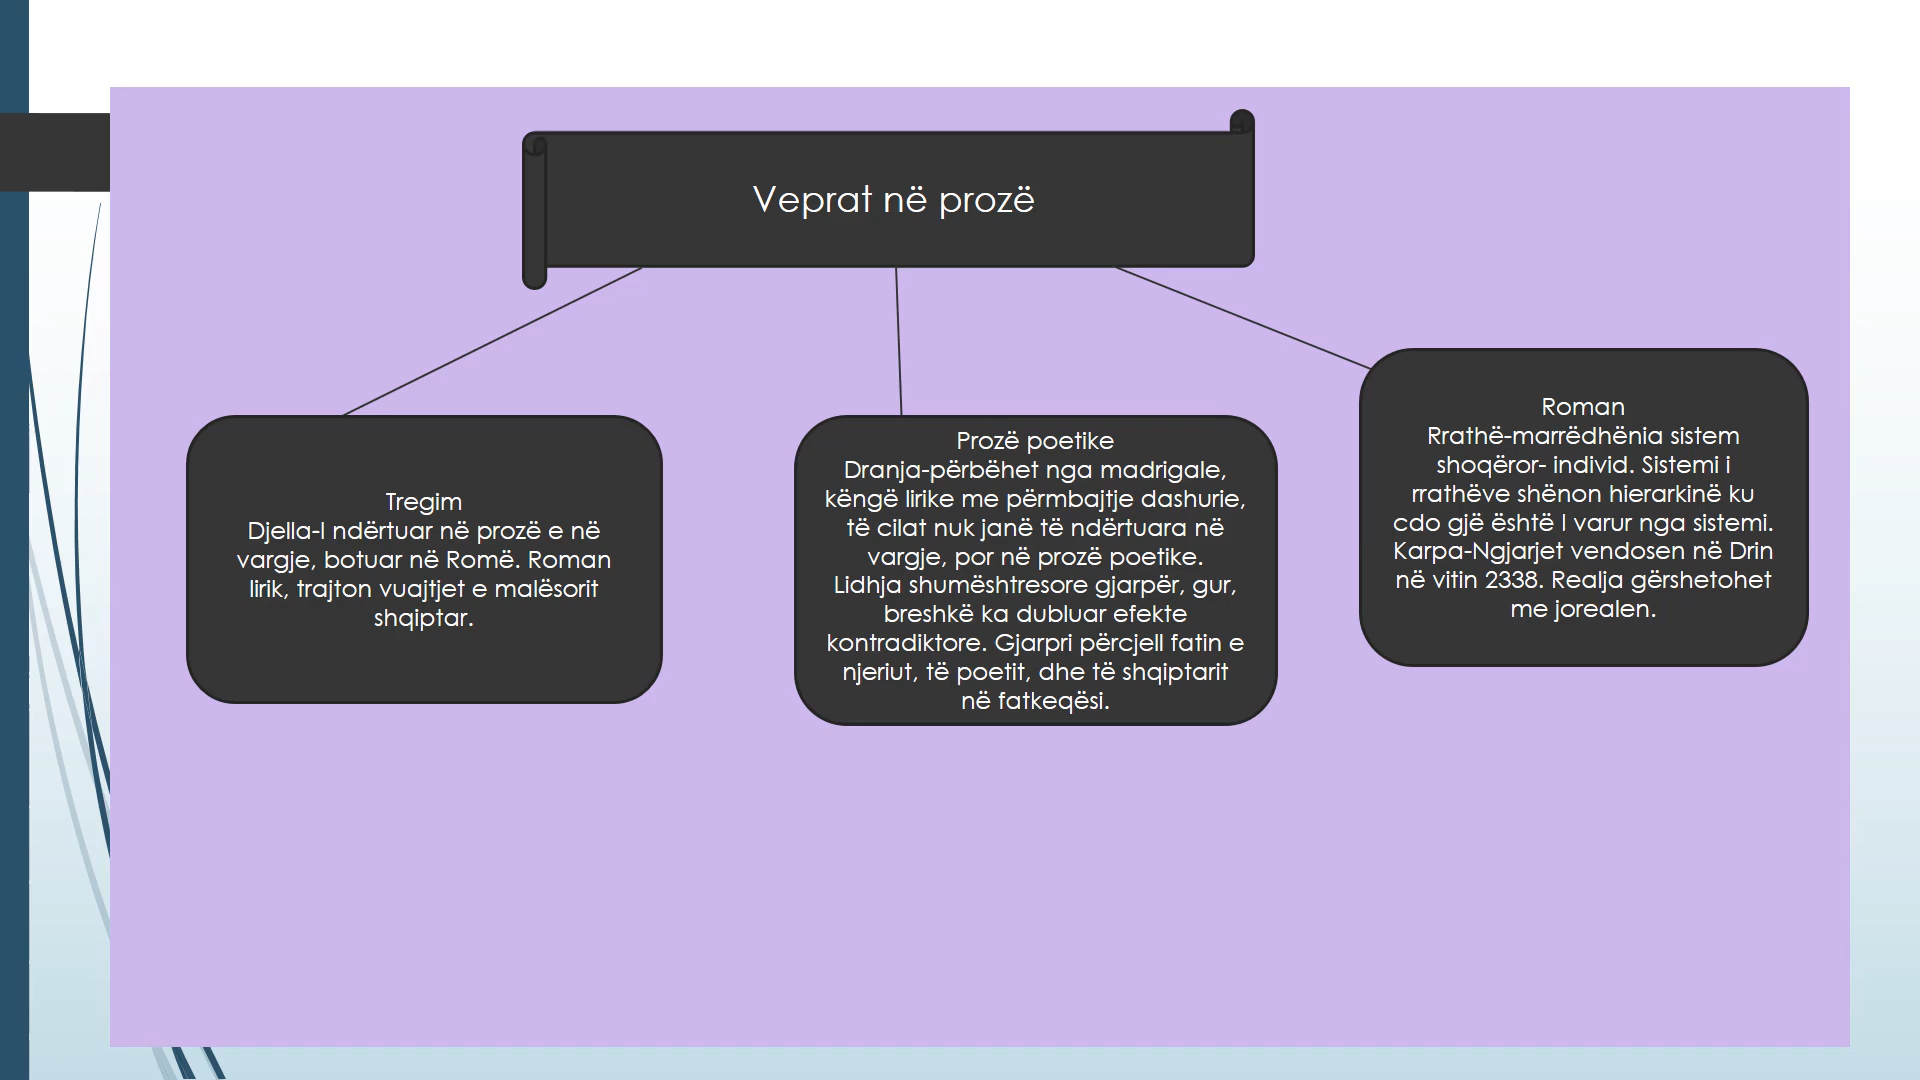 Veprat në prozë
Tregim
Djella-I ndërtuar në prozë e në
vargje, botuar në Romë. Roman
lirik, trajton vuajtjet e malësorit
shqiptar.
Prozë poetike
Dranja-përbëhet nga madrigale,
këngë lirike me përmbajtje dashurie,
të cilat nuk janë të ndërtuara në
vargje, por në prozë poetike.
Lidhja shumështresore gjarpër, gur,
breshkë ka dubluar efekte
kontradiktore. Gjarpri përcjell fatin e
njeriut, të poetit, dhe të shqiptarit
në fatkeqësi.
Roman
Rrathë-marrëdhënia sistem
shoqëror- individ. Sistemi i
rrathëve shënon hierarkinë ku
cdo gjë është I varur nga sistemi.
Karpa-Ngjarjet vendosen në Drin
në vitin 2338. Realja gërshetohet
me jorealen.